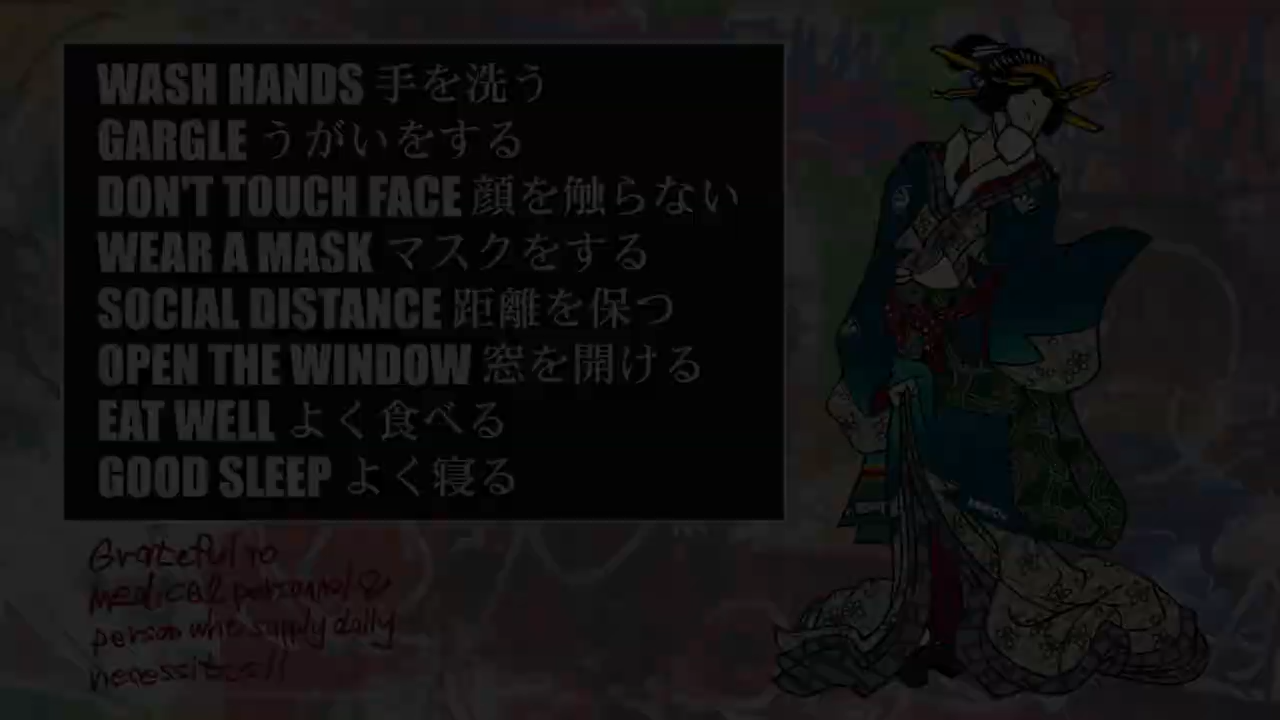 WASH HANDS 手を洗う
GARGLE うがいをする
DON'T TOUCH FACE 顔を触らない
WEAR A MASK マスクをする
SOCIAL DISTANCE 距離を保つ
OPEN THE WINDOW 窓を開ける
EAT WELL よく食べる
GOOD SLEEP よく寝る
Grateful to
medical personnel &
person who supply daily
necessities!!